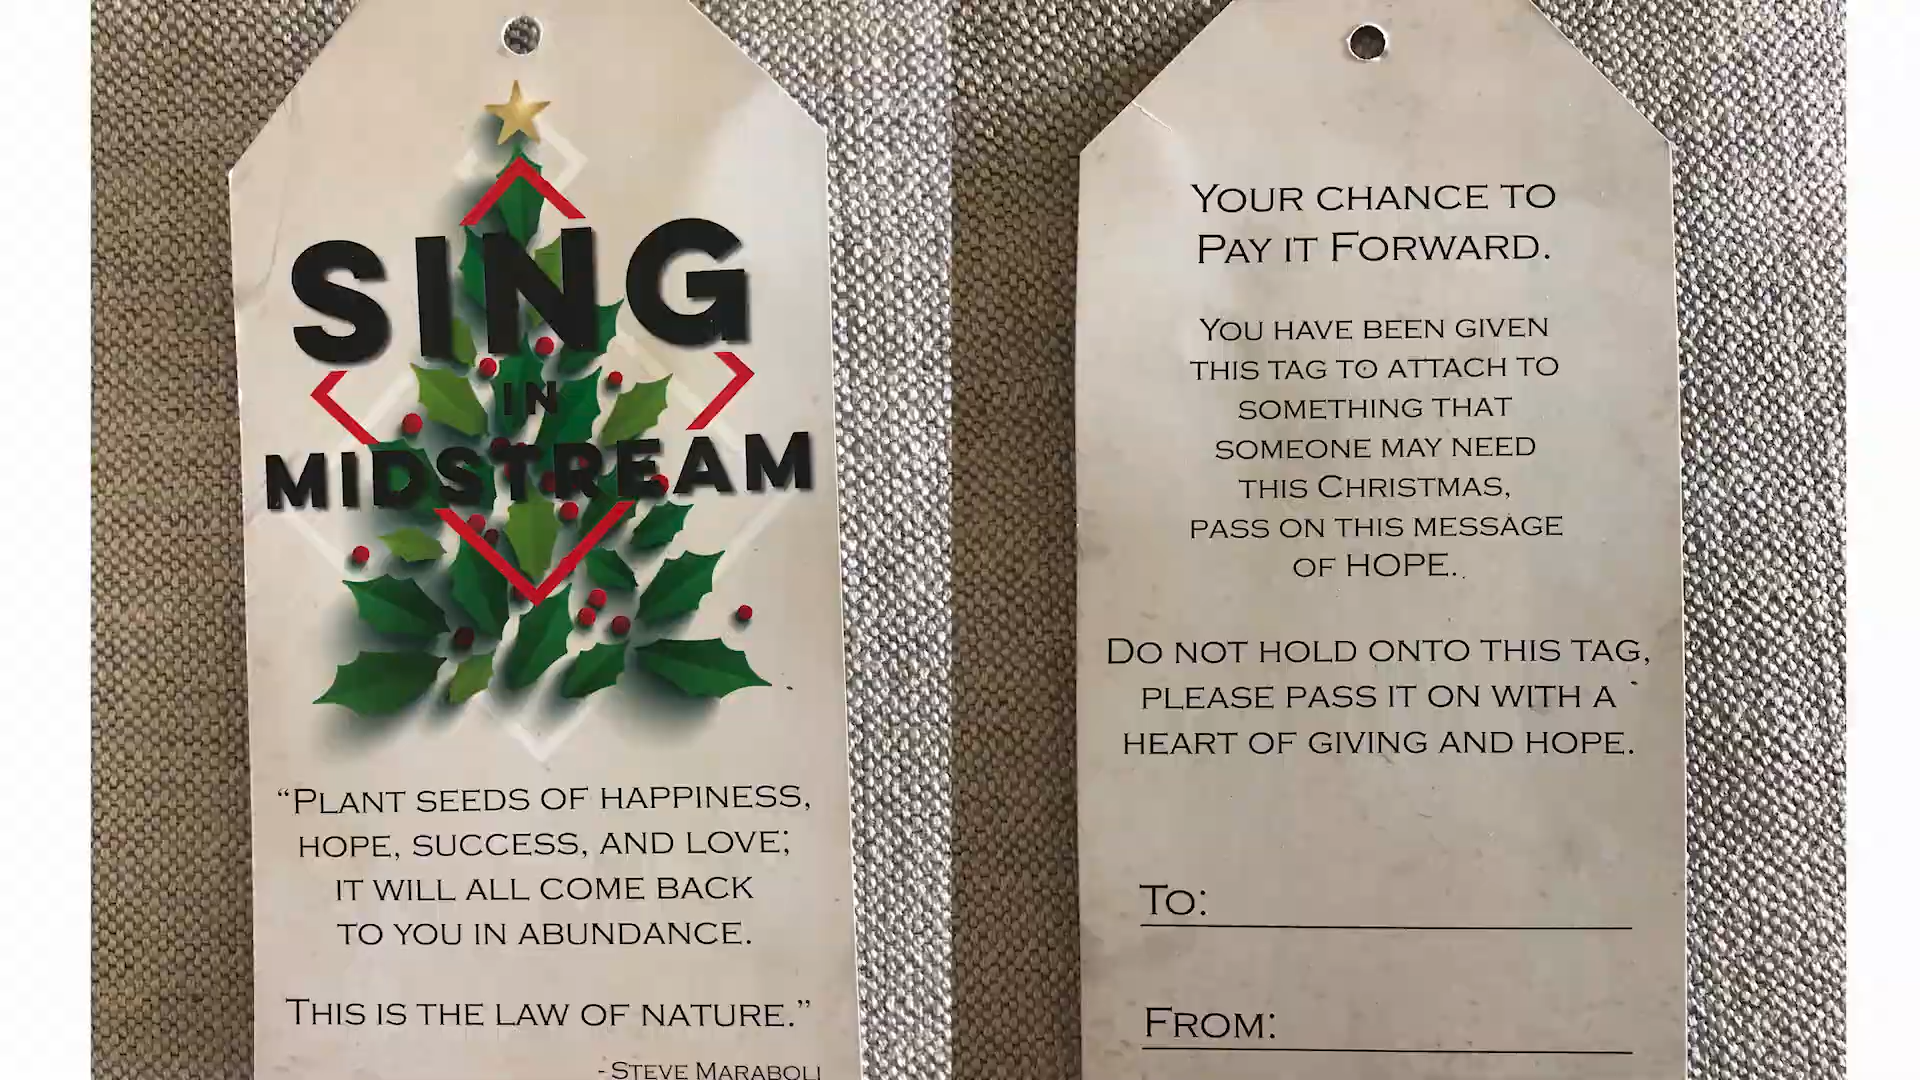 SING
IN
MIDSTREAM
“PLANT SEEDS OF HAPPINESS,
HOPE, SUCCESS, AND LOVE;
IT WILL ALL COME BACK
TO YOU IN ABUNDANCE.
THIS IS THE LAW OF NATURE.”
- STEVE MARABOLI
YOUR CHANCE TO
PAY IT FORWARD.
YOU HAVE BEEN GIVEN
THIS TAG TO ATTACH TO
SOMETHING THAT
SOMEONE MAY NEED
THIS CHRISTMAS,
PASS ON THIS MESSAGE
OF HOPE.
DO NOT HOLD ONTO THIS TAG,
PLEASE PASS IT ON WITH A
HEART OF GIVING AND HOPE.
TO:
FROM: